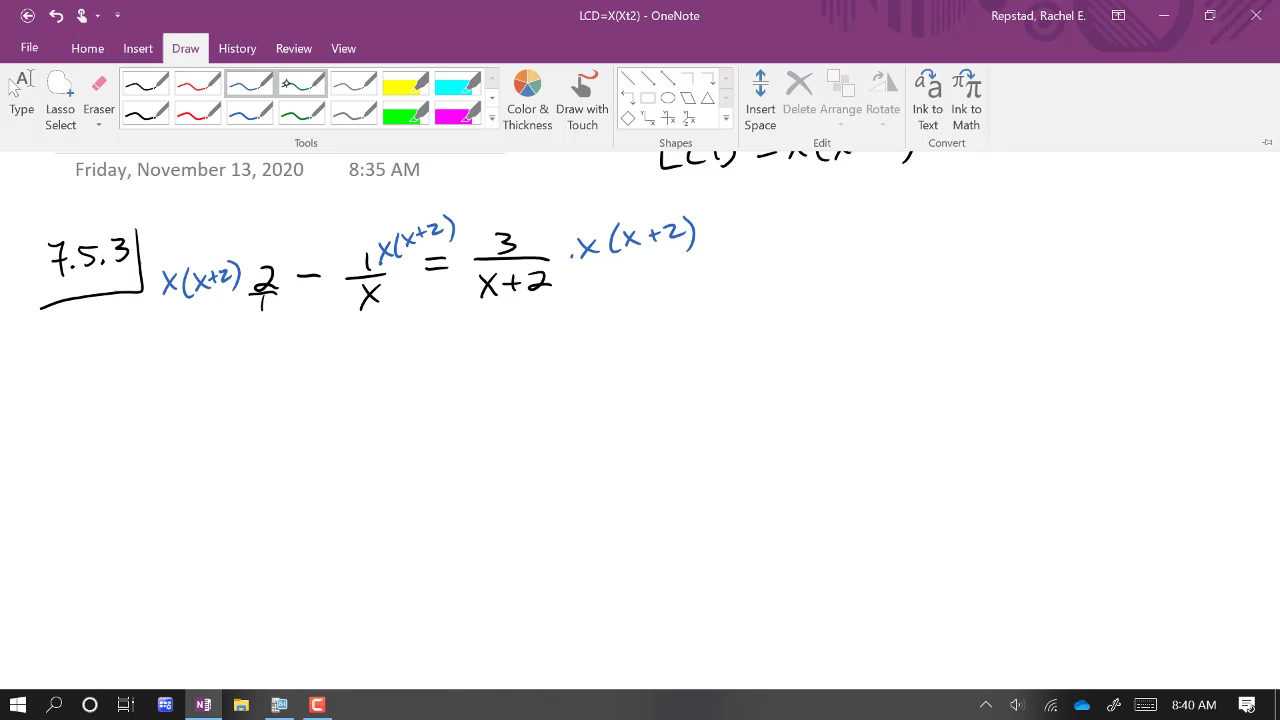 LCD=X(Xt2) - OneNote
Repstad, Rachel E.
File Home Insert Draw History Review View
Type
Lasso Select
Eraser
Color & Thickness
Draw with Touch
Insert Space
Delete
Arrange
Rotate
Ink to Text
Ink to Math
Tools
Shapes
Edit
Convert
LCD = x(x
Friday, November 13, 2020 8:35 AM
7.5.3
x(x+2) 2/1 - 1/x x(x+2) = 3/(x+2) · x(x+2)
8:40 AM